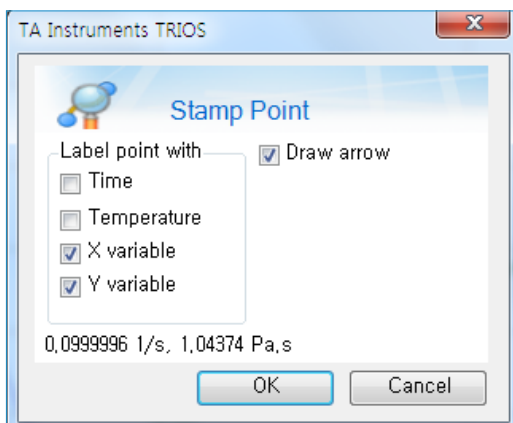 TA Instruments TRIOS
Stamp Point
Label point with
Draw arrow
Time
Temperature
X variable
Y variable
0,0999996 1/s, 1,04374 Pa,s
OK
Cancel